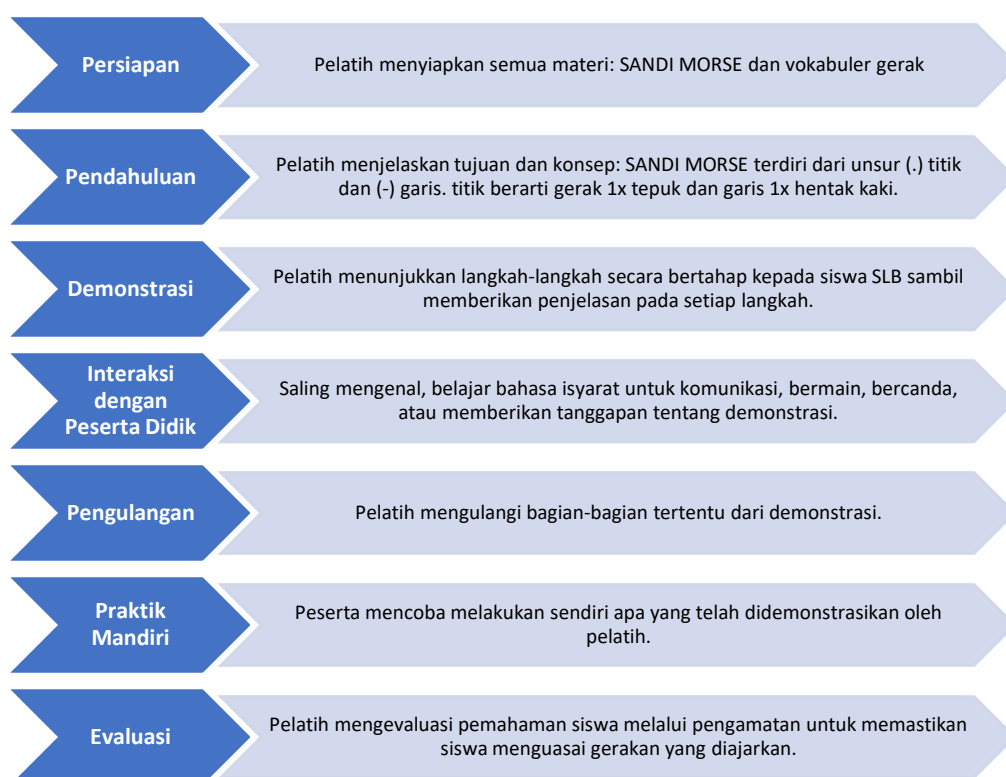 Persiapan
Pelatih menyiapkan semua materi: SANDI MORSE dan vokabuler gerak
Pendahuluan
Pelatih menjelaskan tujuan dan konsep: SANDI MORSE terdiri dari unsur (.) titik
dan (-) garis. titik berarti gerak 1x tepuk dan garis 1x hentak kaki.
Demonstrasi
Pelatih menunjukkan langkah-langkah secara bertahap kepada siswa SLB sambil
memberikan penjelasan pada setiap langkah.
Interaksi
dengan
Peserta Didik
Saling mengenal, belajar bahasa isyarat untuk komunikasi, bermain, bercanda,
atau memberikan tanggapan tentang demonstrasi.
Pengulangan
Pelatih mengulangi bagian-bagian tertentu dari demonstrasi.
Praktik
Mandiri
Peserta mencoba melakukan sendiri apa yang telah didemonstrasikan oleh
pelatih.
Evaluasi
Pelatih mengevaluasi pemahaman siswa melalui pengamatan untuk memastikan
siswa menguasai gerakan yang diajarkan.